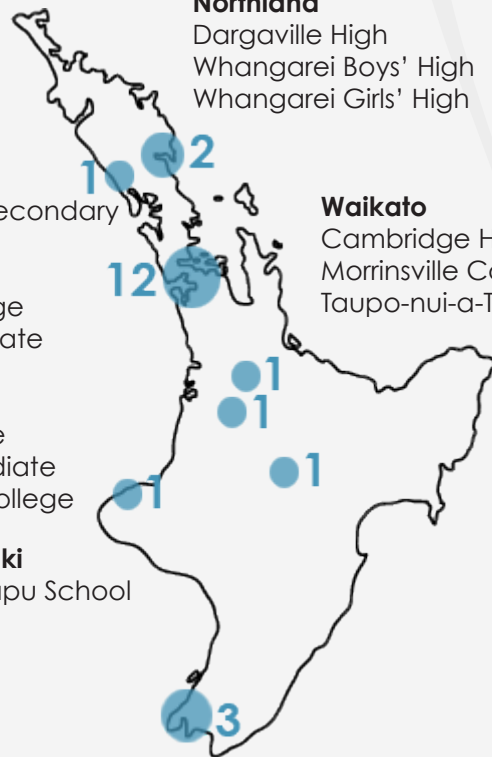 Northland
Dargaville High
Whangarei Boys' High
Whangarei Girls' High
2
1
econdary
Waikato
Cambridge H
Morrinsville Co
Taupo-nui-a-T
12
ge
ate
1
1
e
diate
ollege
1
1
ki
apu School
3